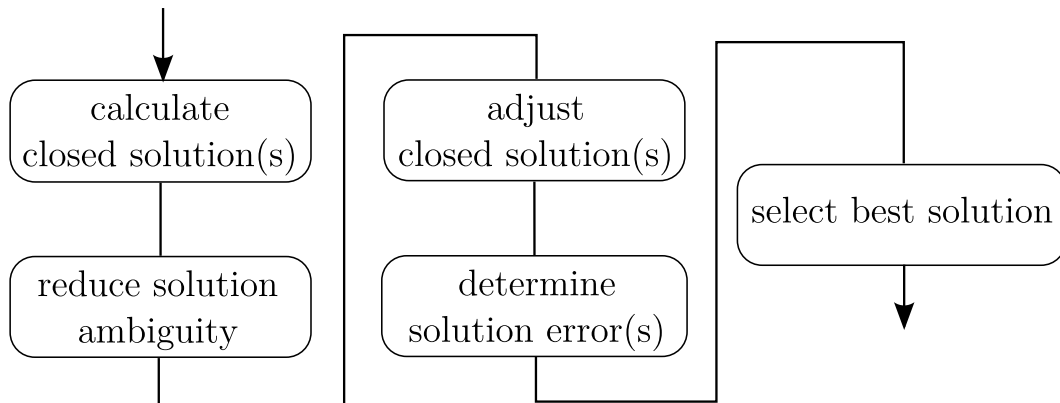 calculate
closed solution(s)
reduce solution
ambiguity
adjust
closed solution(s)
determine
solution error(s)
select best solution